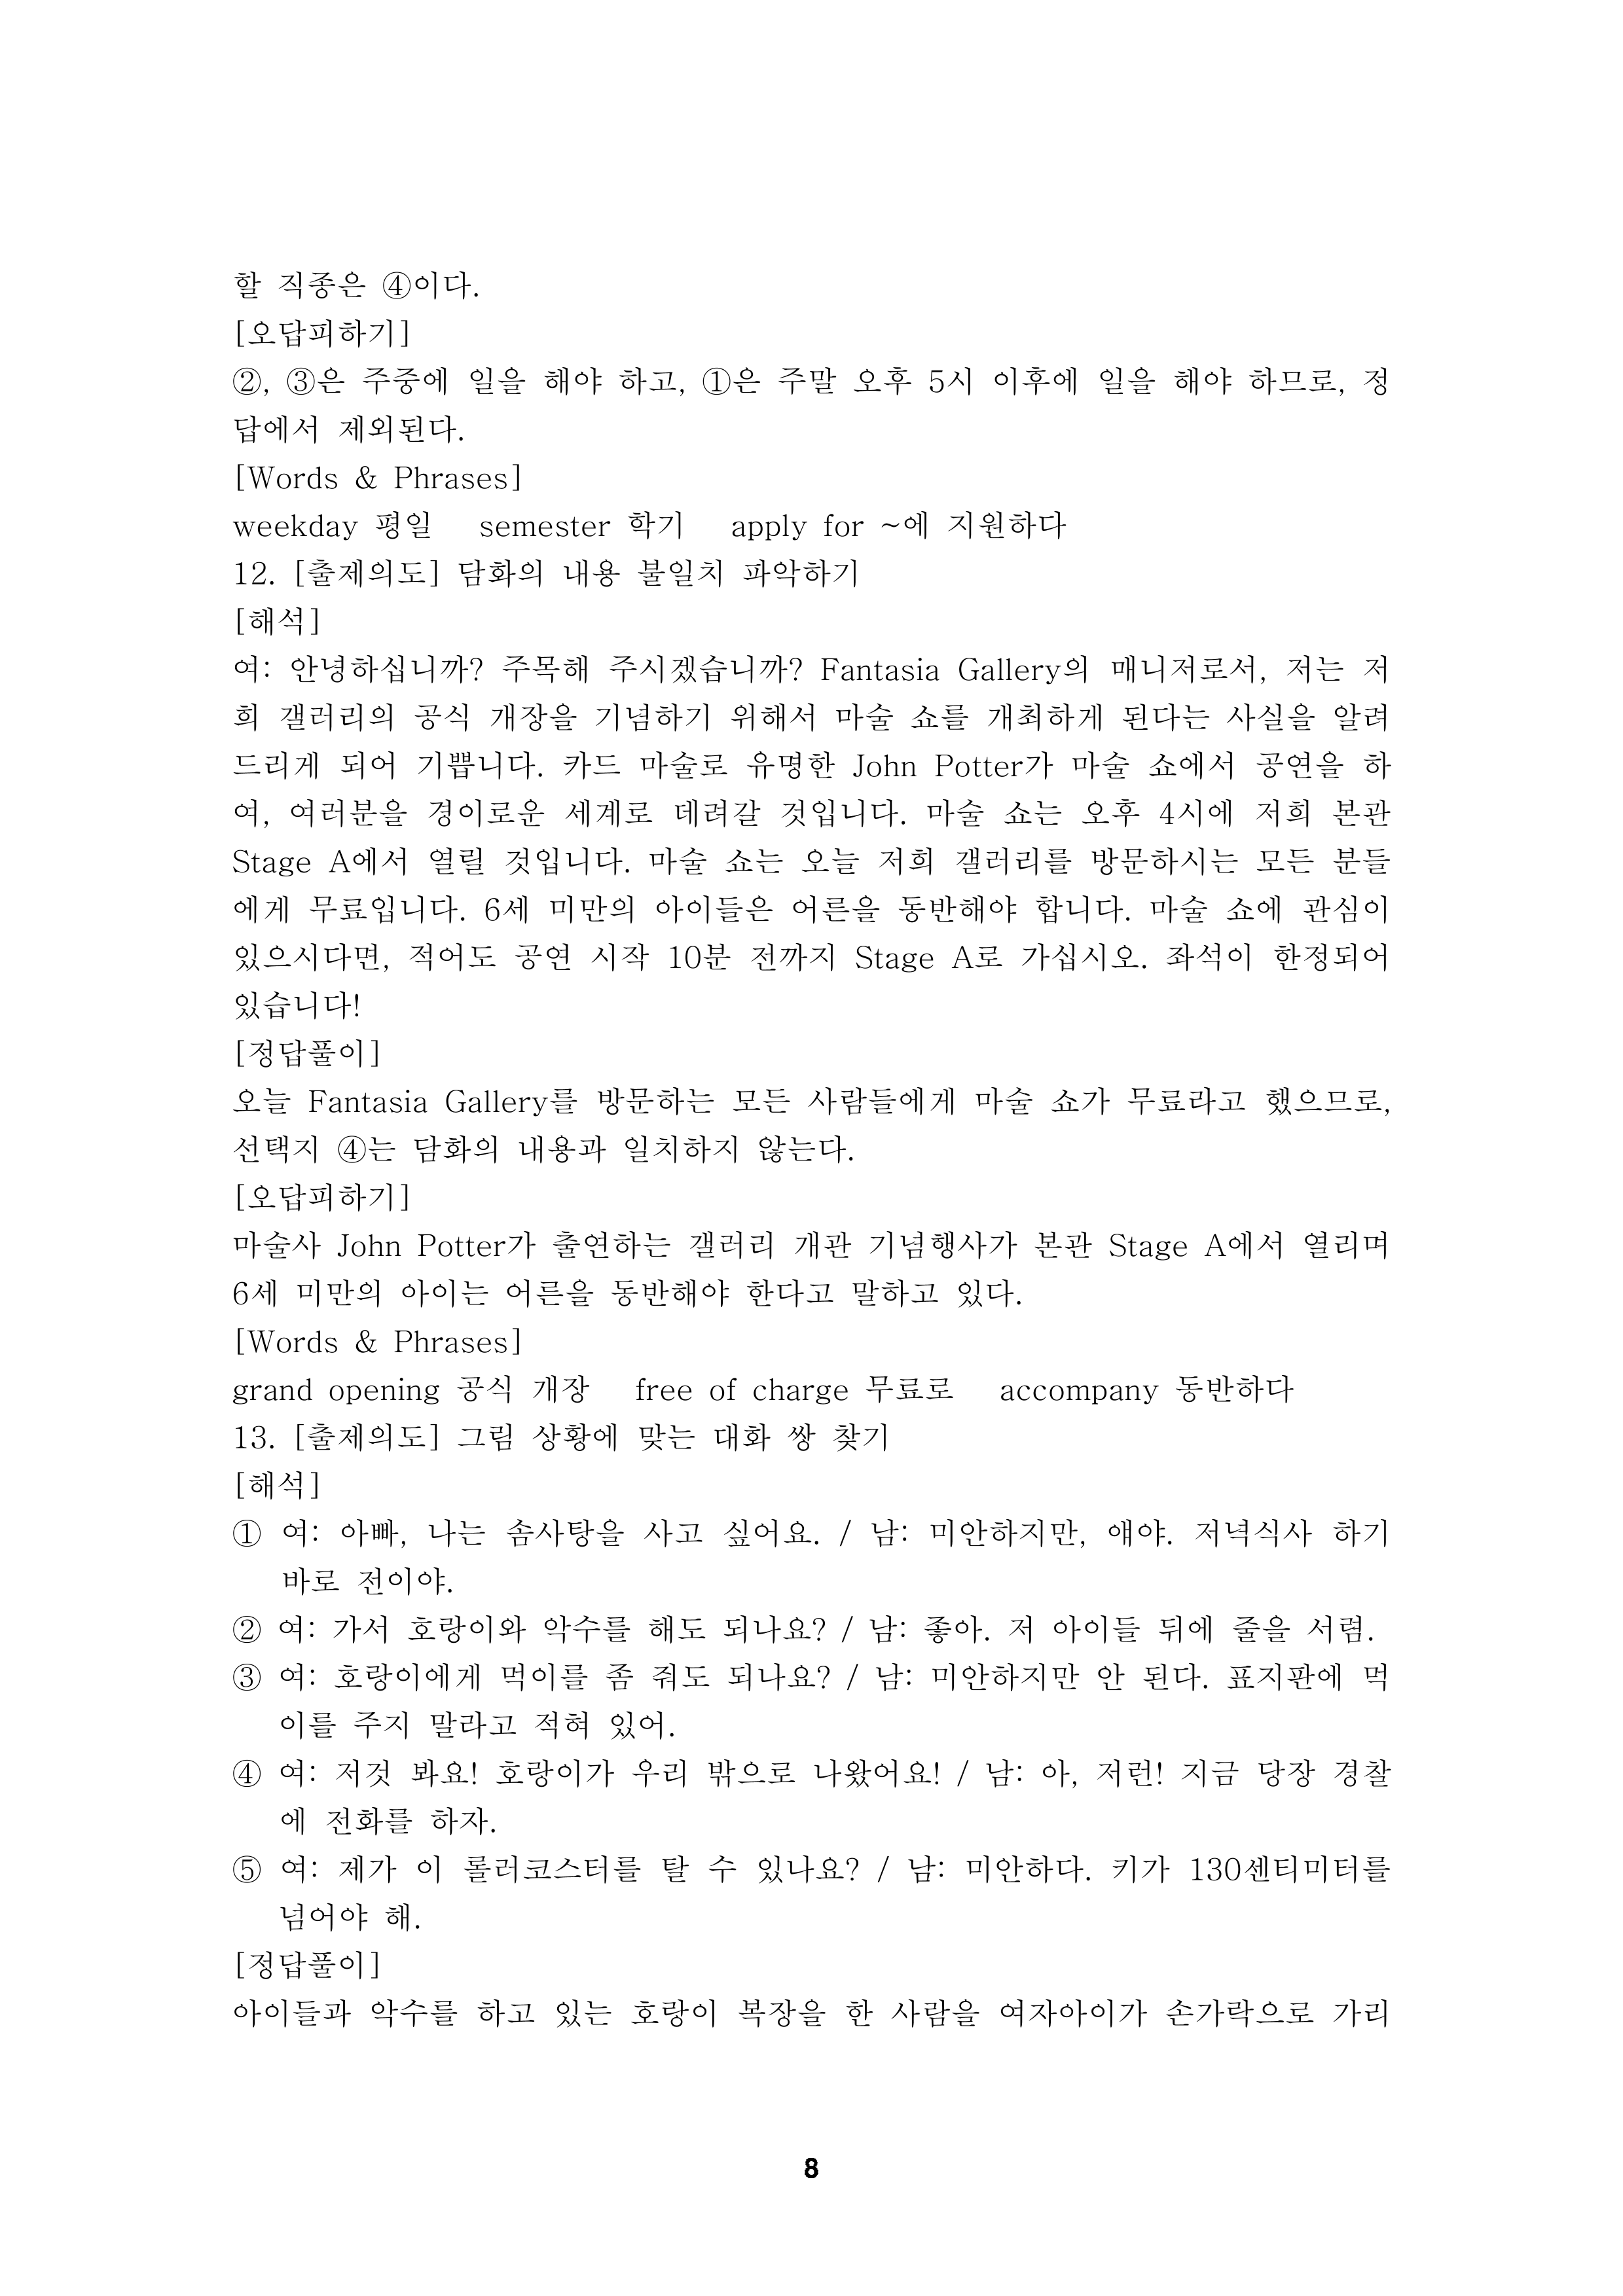 할 직종은 ④이다.
[오답피하기]
②, ③은 주중에 일을 해야 하고, ①은 주말 오후 5시 이후에 일을 해야 하므로, 정
답에서 제외된다.
[Words & Phrases]
weekday 평일 semester 학기 apply for ~에 지원하다
12. [출제의도] 담화의 내용 불일치 파악하기
[해석]
여: 안녕하십니까? 주목해 주시겠습니까? Fantasia Gallery의 매니저로서, 저는 저
희 갤러리의 공식 개장을 기념하기 위해서 마술 쇼를 개최하게 된다는 사실을 알려
드리게 되어 기쁩니다. 카드 마술로 유명한 John Potter가 마술 쇼에서 공연을 하
여, 여러분을 경이로운 세계로 데려갈 것입니다. 마술 쇼는 오후 4시에 저희 본관
Stage A에서 열릴 것입니다. 마술 쇼는 오늘 저희 갤러리를 방문하시는 모든 분들
에게 무료입니다. 6세 미만의 아이들은 어른을 동반해야 합니다. 마술 쇼에 관심이
있으시다면, 적어도 공연 시작 10분 전까지 Stage A로 가십시오. 좌석이 한정되어
있습니다!
[정답풀이]
오늘 Fantasia Gallery를 방문하는 모든 사람들에게 마술 쇼가 무료라고 했으므로,
선택지 ④는 담화의 내용과 일치하지 않는다.
[오답피하기]
마술사 John Potter가 출연하는 갤러리 개관 기념행사가 본관 Stage A에서 열리며
6세 미만의 아이는 어른을 동반해야 한다고 말하고 있다.
[Words & Phrases]
grand opening 공식 개장 free of charge 무료로 accompany 동반하다
13. [출제의도] 그림 상황에 맞는 대화 쌍 찾기
[해석]
① 여: 아빠, 나는 솜사탕을 사고 싶어요. / 남: 미안하지만, 얘야. 저녁식사 하기
바로 전이야.
② 여: 가서 호랑이와 악수를 해도 되나요? / 남: 좋아. 저 아이들 뒤에 줄을 서렴.
③ 여: 호랑이에게 먹이를 좀 줘도 되나요? / 남: 미안하지만 안 된다. 표지판에 먹
이를 주지 말라고 적혀 있어.
④ 여: 저것 봐요! 호랑이가 우리 밖으로 나왔어요! / 남: 아, 저런! 지금 당장 경찰
에 전화를 하자.
⑤ 여: 제가 이 롤러코스터를 탈 수 있나요? / 남: 미안하다. 키가 130센티미터를
넘어야 해.
[정답풀이]
아이들과 악수를 하고 있는 호랑이 복장을 한 사람을 여자아이가 손가락으로 가리
8